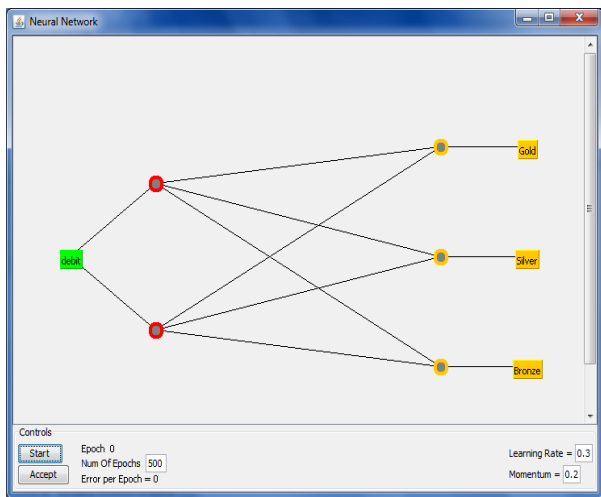 Neural Network
Gold
debit
Silver
Bronze
Controls
Start
Accept
Epoch 0
Num Of Epochs 500
Error per Epoch = 0
Learning Rate = 0.3
Momentum = 0.2